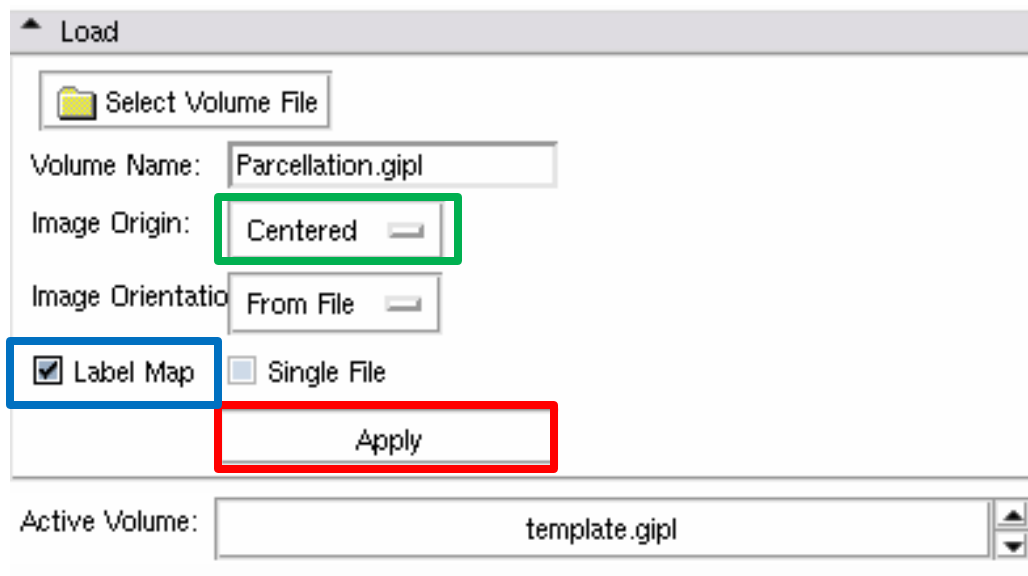 Load
Select Volume File
Volume Name: Parcellation.gipl
Image Origin: Centered
Image Orientatio From File
Label Map Single File
Apply
Active Volume: template.gipl